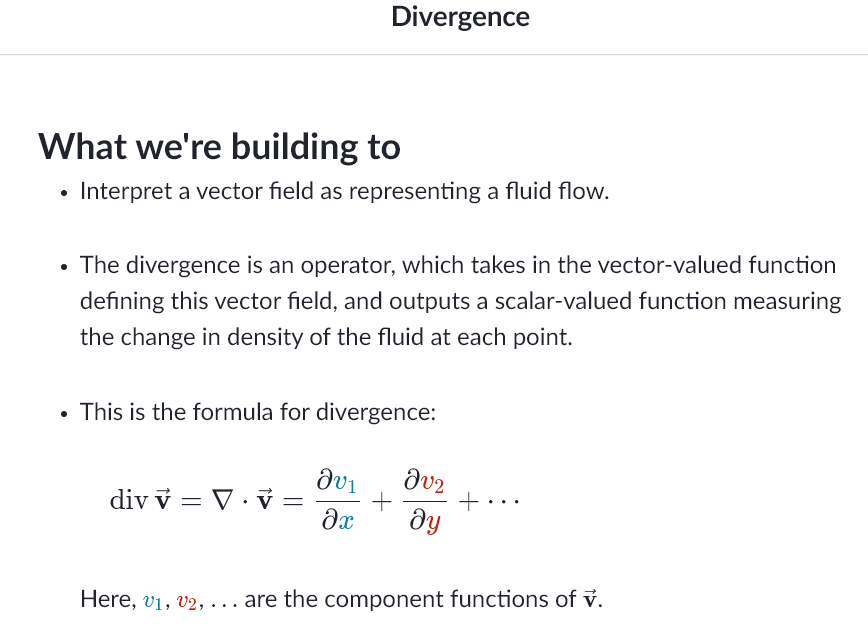 Divergence
What we're building to
• Interpret a vector field as representing a fluid flow.
• The divergence is an operator, which takes in the vector-valued function
defining this vector field, and outputs a scalar-valued function measuring
the change in density of the fluid at each point.
• This is the formula for divergence:
div v⃗ = ∇ · v⃗ = ∂v₁/∂x + ∂v₂/∂y + ···
Here, v₁, v₂, ... are the component functions of v⃗.